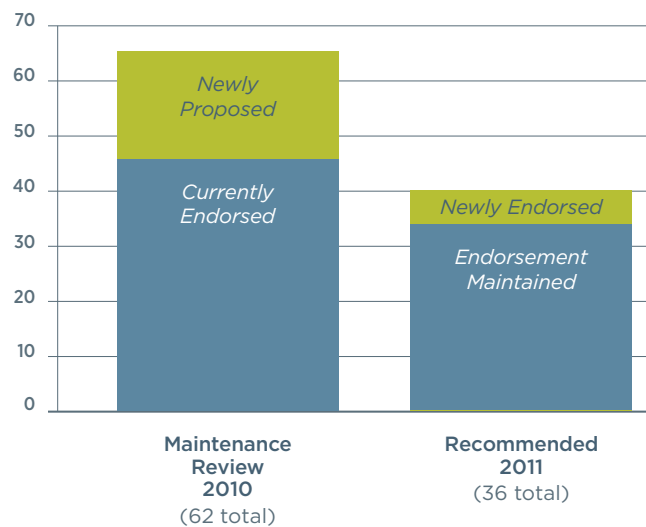 70
60
50
40
30
20
10
0
Newly
Proposed
Currently
Endorsed
Newly Endorsed
Endorsement
Maintained
Maintenance
Review
2010
(62 total)
Recommended
2011
(36 total)